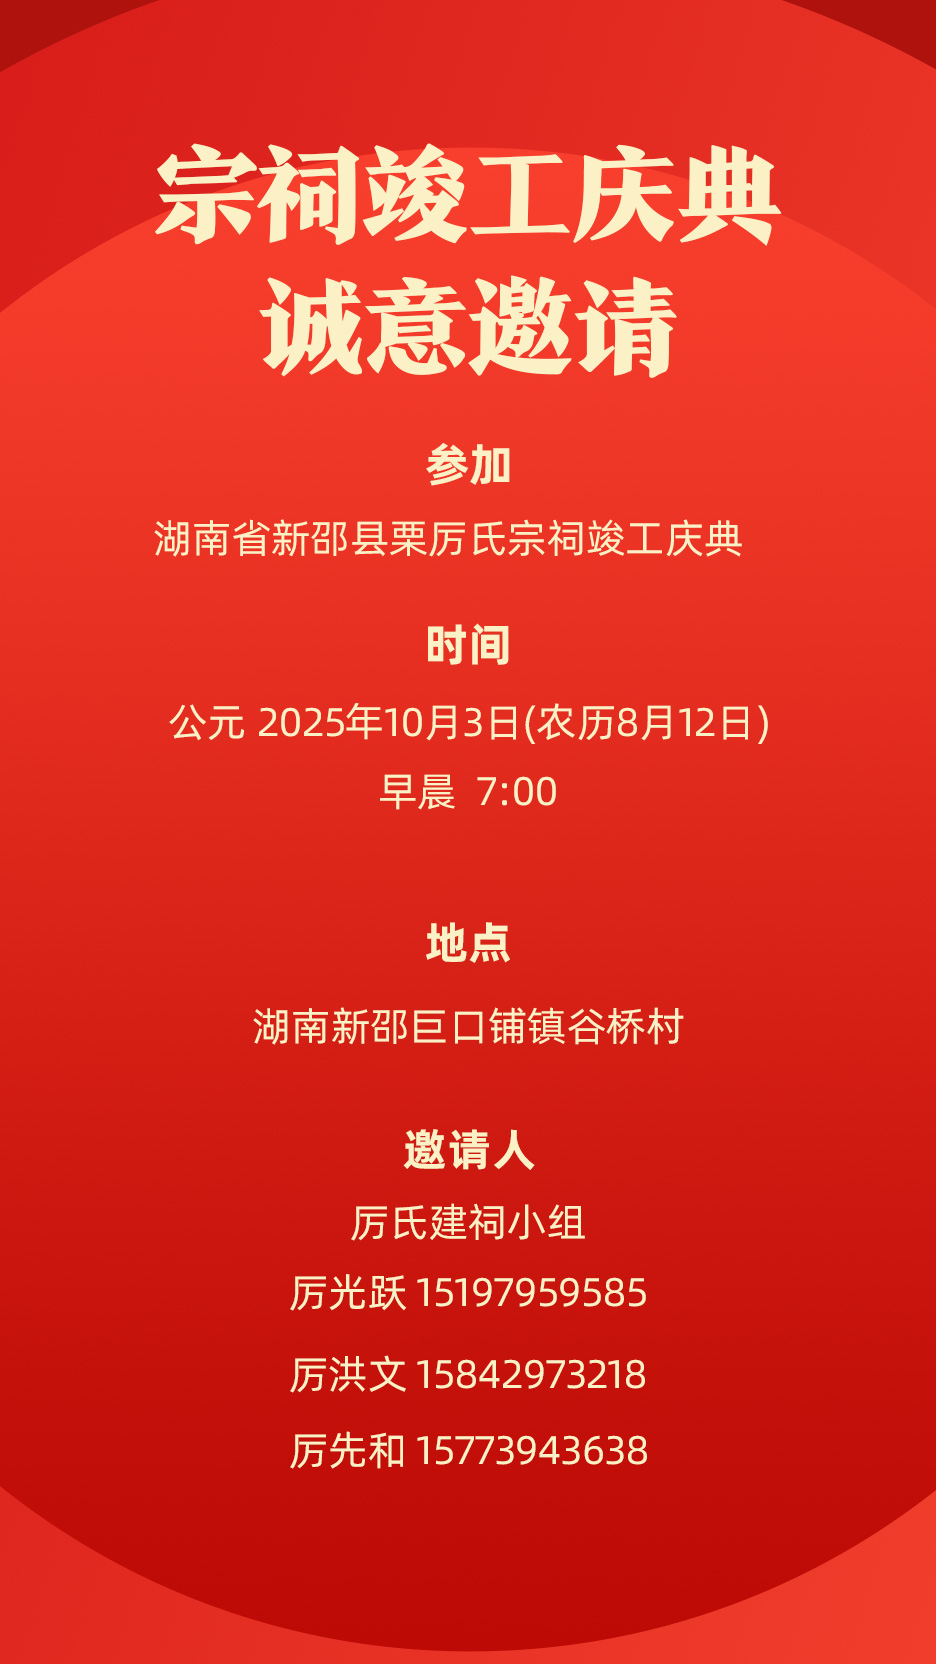 宗祠竣工庆典
诚意邀请
参加
湖南省新邵县栗厉氏宗祠竣工庆典
时间
公元 2025年10月3日(农历8月12日)
早晨 7:00
地点
湖南新邵巨口铺镇谷桥村
邀请人
厉氏建祠小组
厉光跃 15197959585
厉洪文 15842973218
厉先和 15773943638